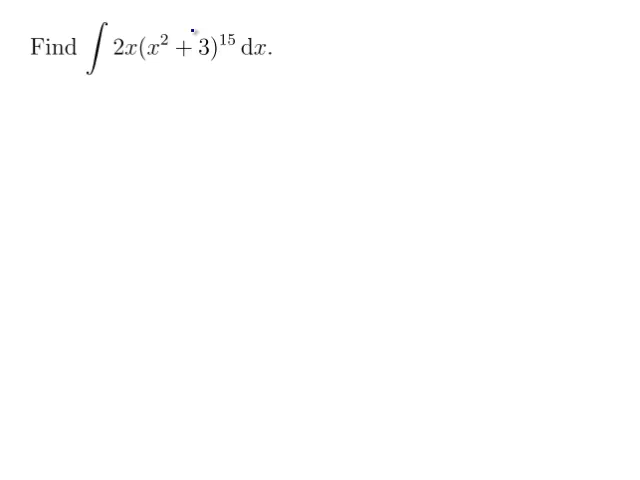 Find ∫ 2x(x² + 3)¹⁵ dx.